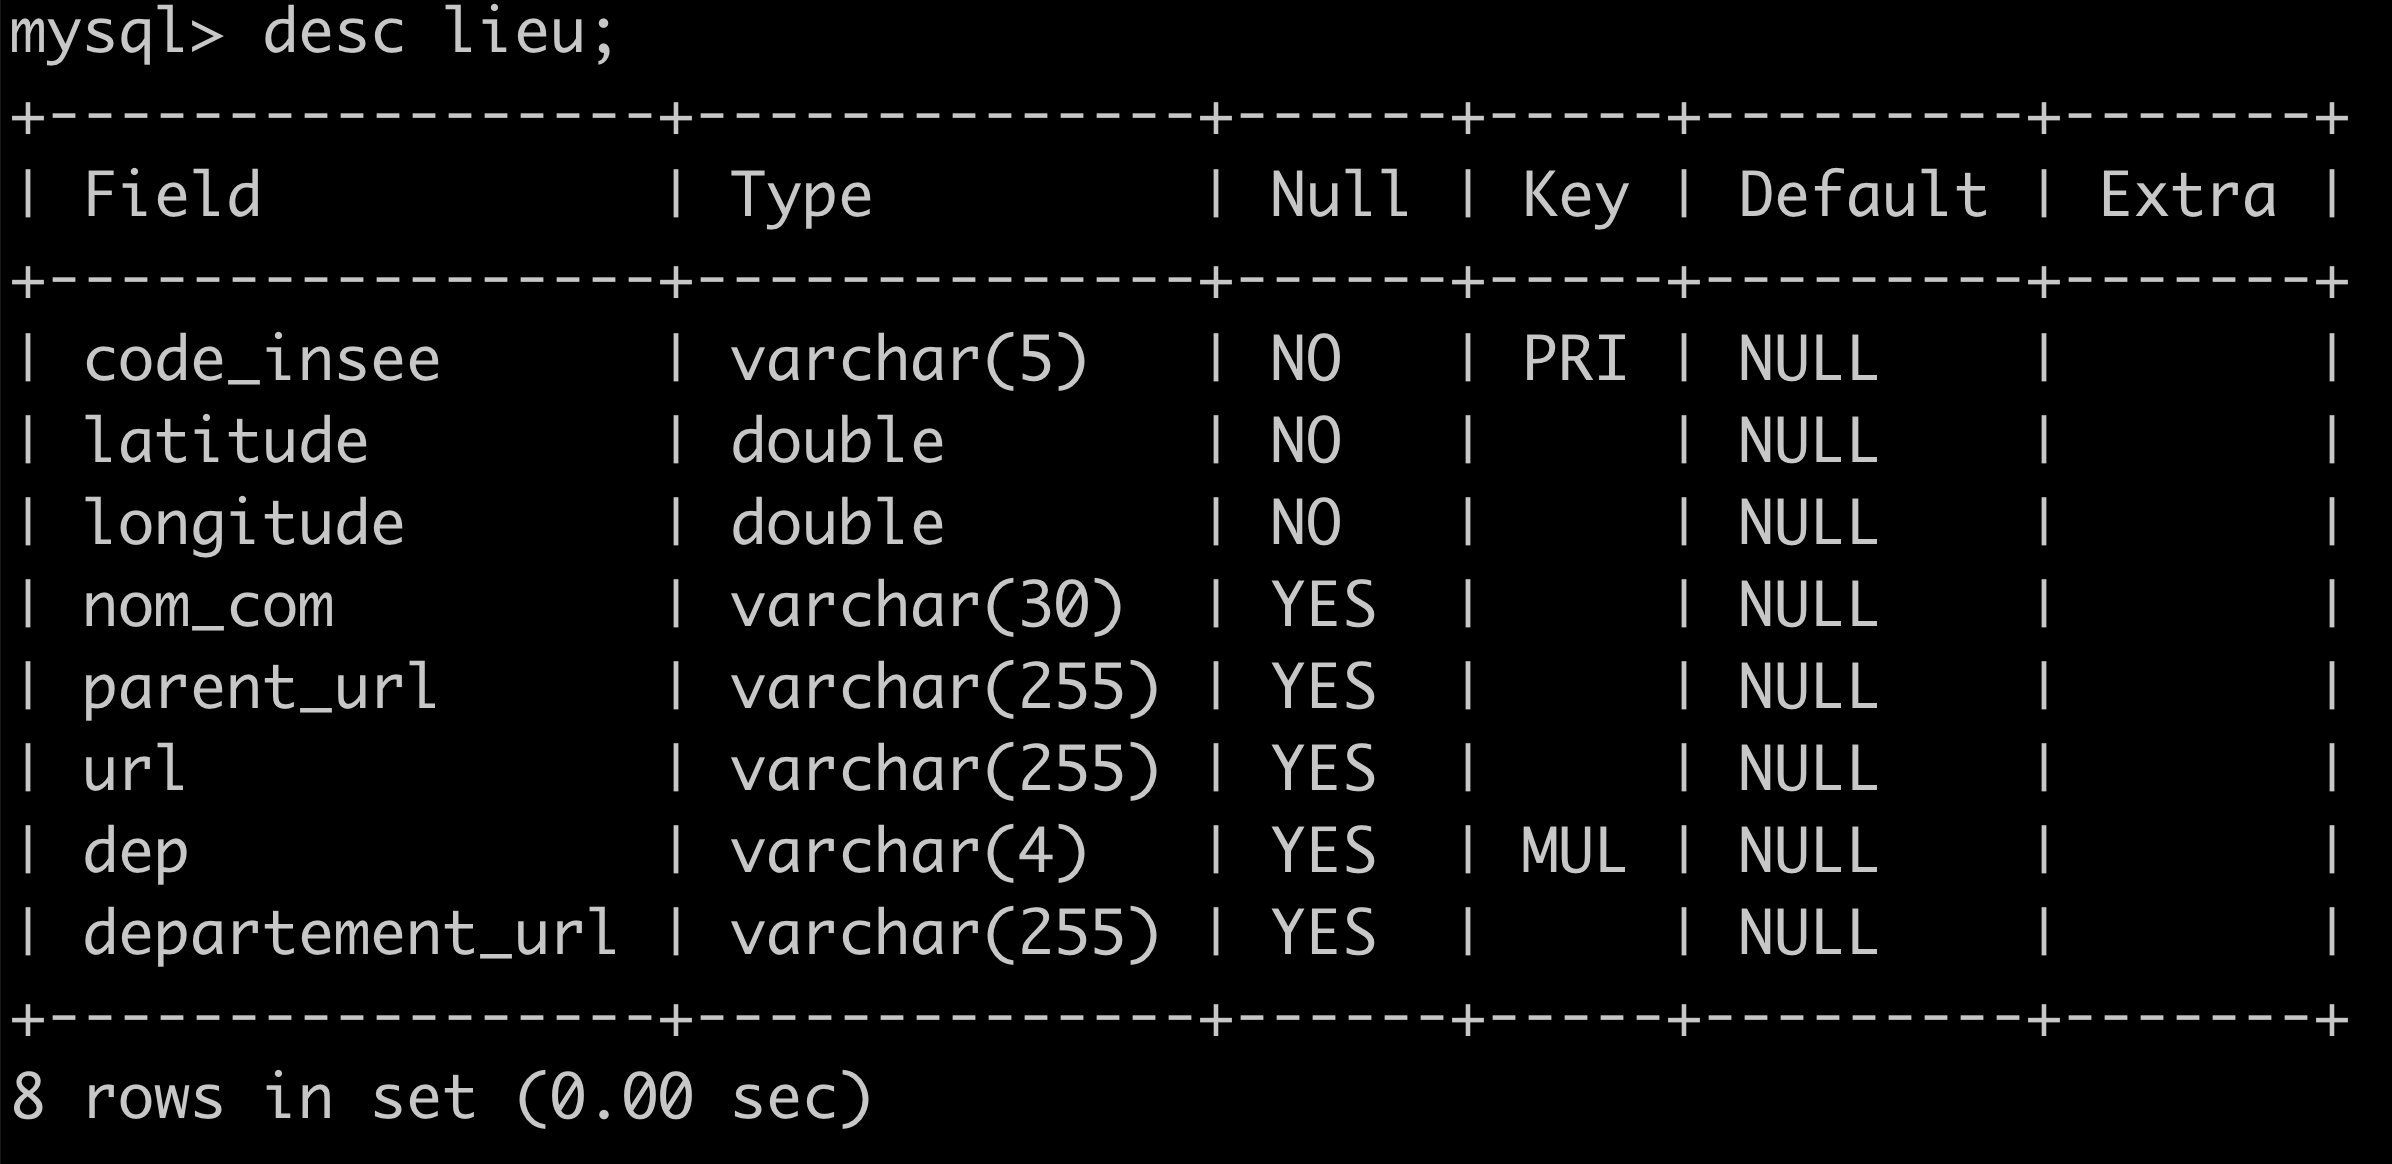 mysql> desc lieu;
+-----------------+--------------+------+-----+---------+-------+
| Field           | Type         | Null | Key | Default | Extra |
+-----------------+--------------+------+-----+---------+-------+
| code_insee      | varchar(5)   | NO   | PRI | NULL    |       |
| latitude        | double       | NO   |     | NULL    |       |
| longitude       | double       | NO   |     | NULL    |       |
| nom_com         | varchar(30)  | YES  |     | NULL    |       |
| parent_url      | varchar(255) | YES  |     | NULL    |       |
| url             | varchar(255) | YES  |     | NULL    |       |
| dep             | varchar(4)   | YES  | MUL | NULL    |       |
| departement_url | varchar(255) | YES  |     | NULL    |       |
+-----------------+--------------+------+-----+---------+-------+
8 rows in set (0.00 sec)